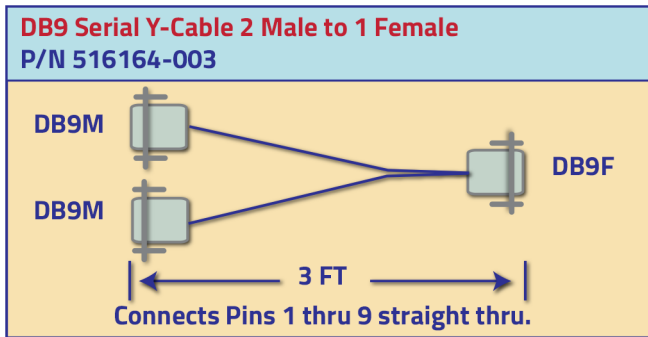 DB9 Serial Y-Cable 2 Male to 1 Female
P/N 516164-003
DB9M
DB9F
DB9M
3 FT
Connects Pins 1 thru 9 straight thru.